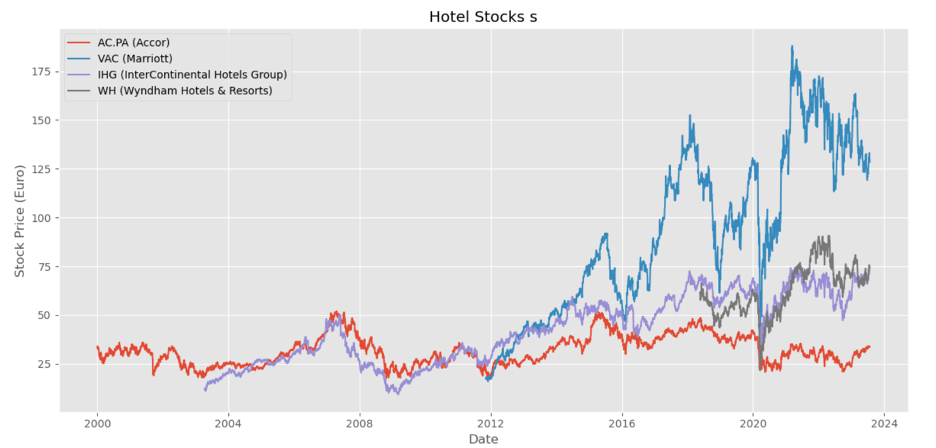 Hotel Stocks s
AC.PA (Accor)
VAC (Marriott)
IHG (InterContinental Hotels Group)
WH (Wyndham Hotels & Resorts)
Stock Price (Euro)
175
150
125
100
75
50
25
2000 2004 2008 2012 2016 2020 2024
Date